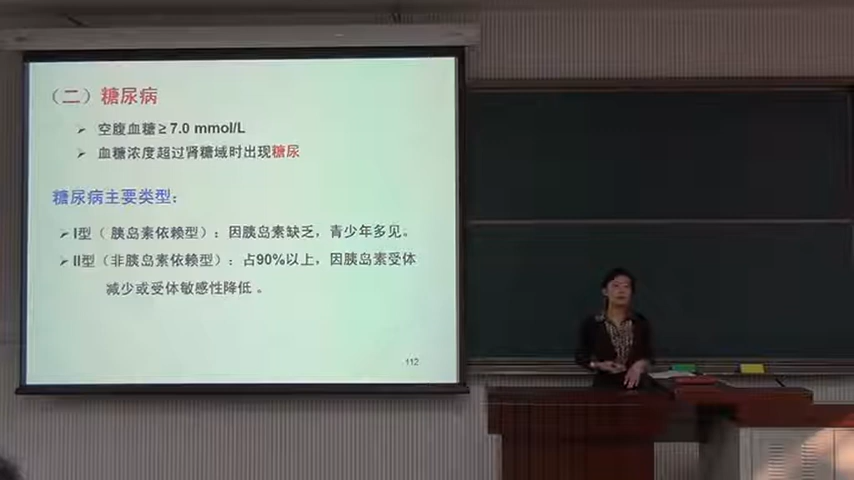 （二）糖尿病
➢ 空腹血糖≥7.0 mmol/L
➢ 血糖浓度超过肾糖域时出现糖尿
糖尿病主要类型：
➢ I型（ 胰岛素依赖型）：因胰岛素缺乏，青少年多见。
➢ II型（非胰岛素依赖型）：占90%以上，因胰岛素受体
减少或受体敏感性降低 。
112